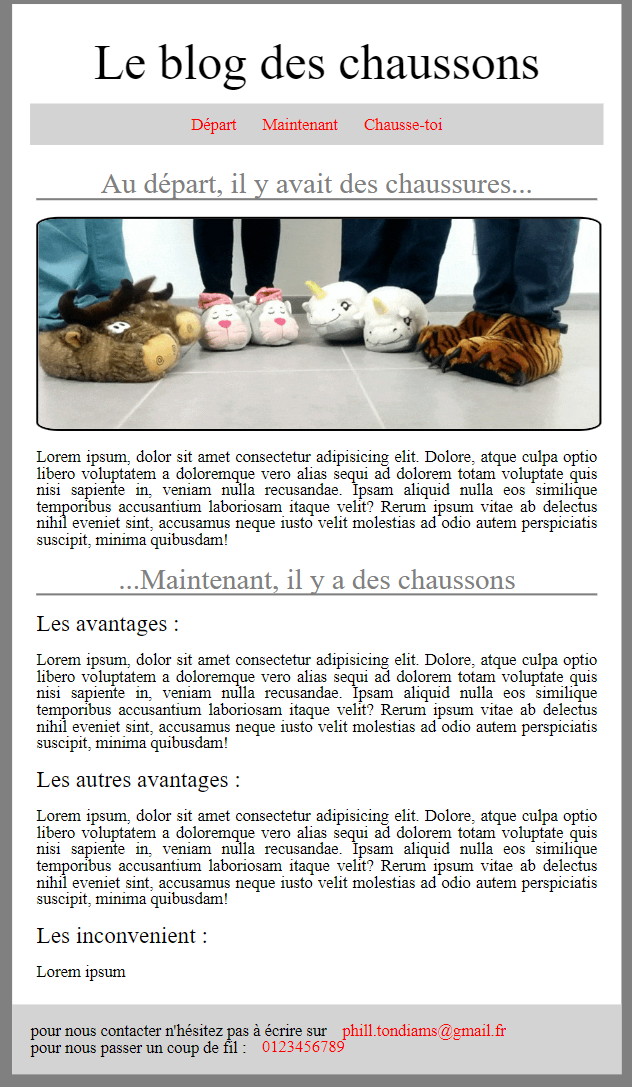 Le blog des chaussons
Départ Maintenant Chausse-toi
Au départ, il y avait des chaussures...
Lorem ipsum, dolor sit amet consectetur adipisicing elit. Dolore, atque culpa optio
libero voluptatem a doloremque vero alias sequi ad dolorem totam voluptate quis
nisi sapiente in, veniam nulla recusandae. Ipsam aliquid nulla eos similique
temporibus accusantium laboriosam itaque velit? Rerum ipsum vitae ab delectus
nihil eveniet sint, accusamus neque iusto velit molestias ad odio autem perspiciatis
suscipit, minima quibusdam!
...Maintenant, il y a des chaussons
Les avantages :
Lorem ipsum, dolor sit amet consectetur adipisicing elit. Dolore, atque culpa optio
libero voluptatem a doloremque vero alias sequi ad dolorem totam voluptate quis
nisi sapiente in, veniam nulla recusandae. Ipsam aliquid nulla eos similique
temporibus accusantium laboriosam itaque velit? Rerum ipsum vitae ab delectus
nihil eveniet sint, accusamus neque iusto velit molestias ad odio autem perspiciatis
suscipit, minima quibusdam!
Les autres avantages :
Lorem ipsum, dolor sit amet consectetur adipisicing elit. Dolore, atque culpa optio
libero voluptatem a doloremque vero alias sequi ad dolorem totam voluptate quis
nisi sapiente in, veniam nulla recusandae. Ipsam aliquid nulla eos similique
temporibus accusantium laboriosam itaque velit? Rerum ipsum vitae ab delectus
nihil eveniet sint, accusamus neque iusto velit molestias ad odio autem perspiciatis
suscipit, minima quibusdam!
Les inconvenient :
Lorem ipsum
pour nous contacter n'hésitez pas à écrire sur phill.tondiams@gmail.fr
pour nous passer un coup de fil : 0123456789